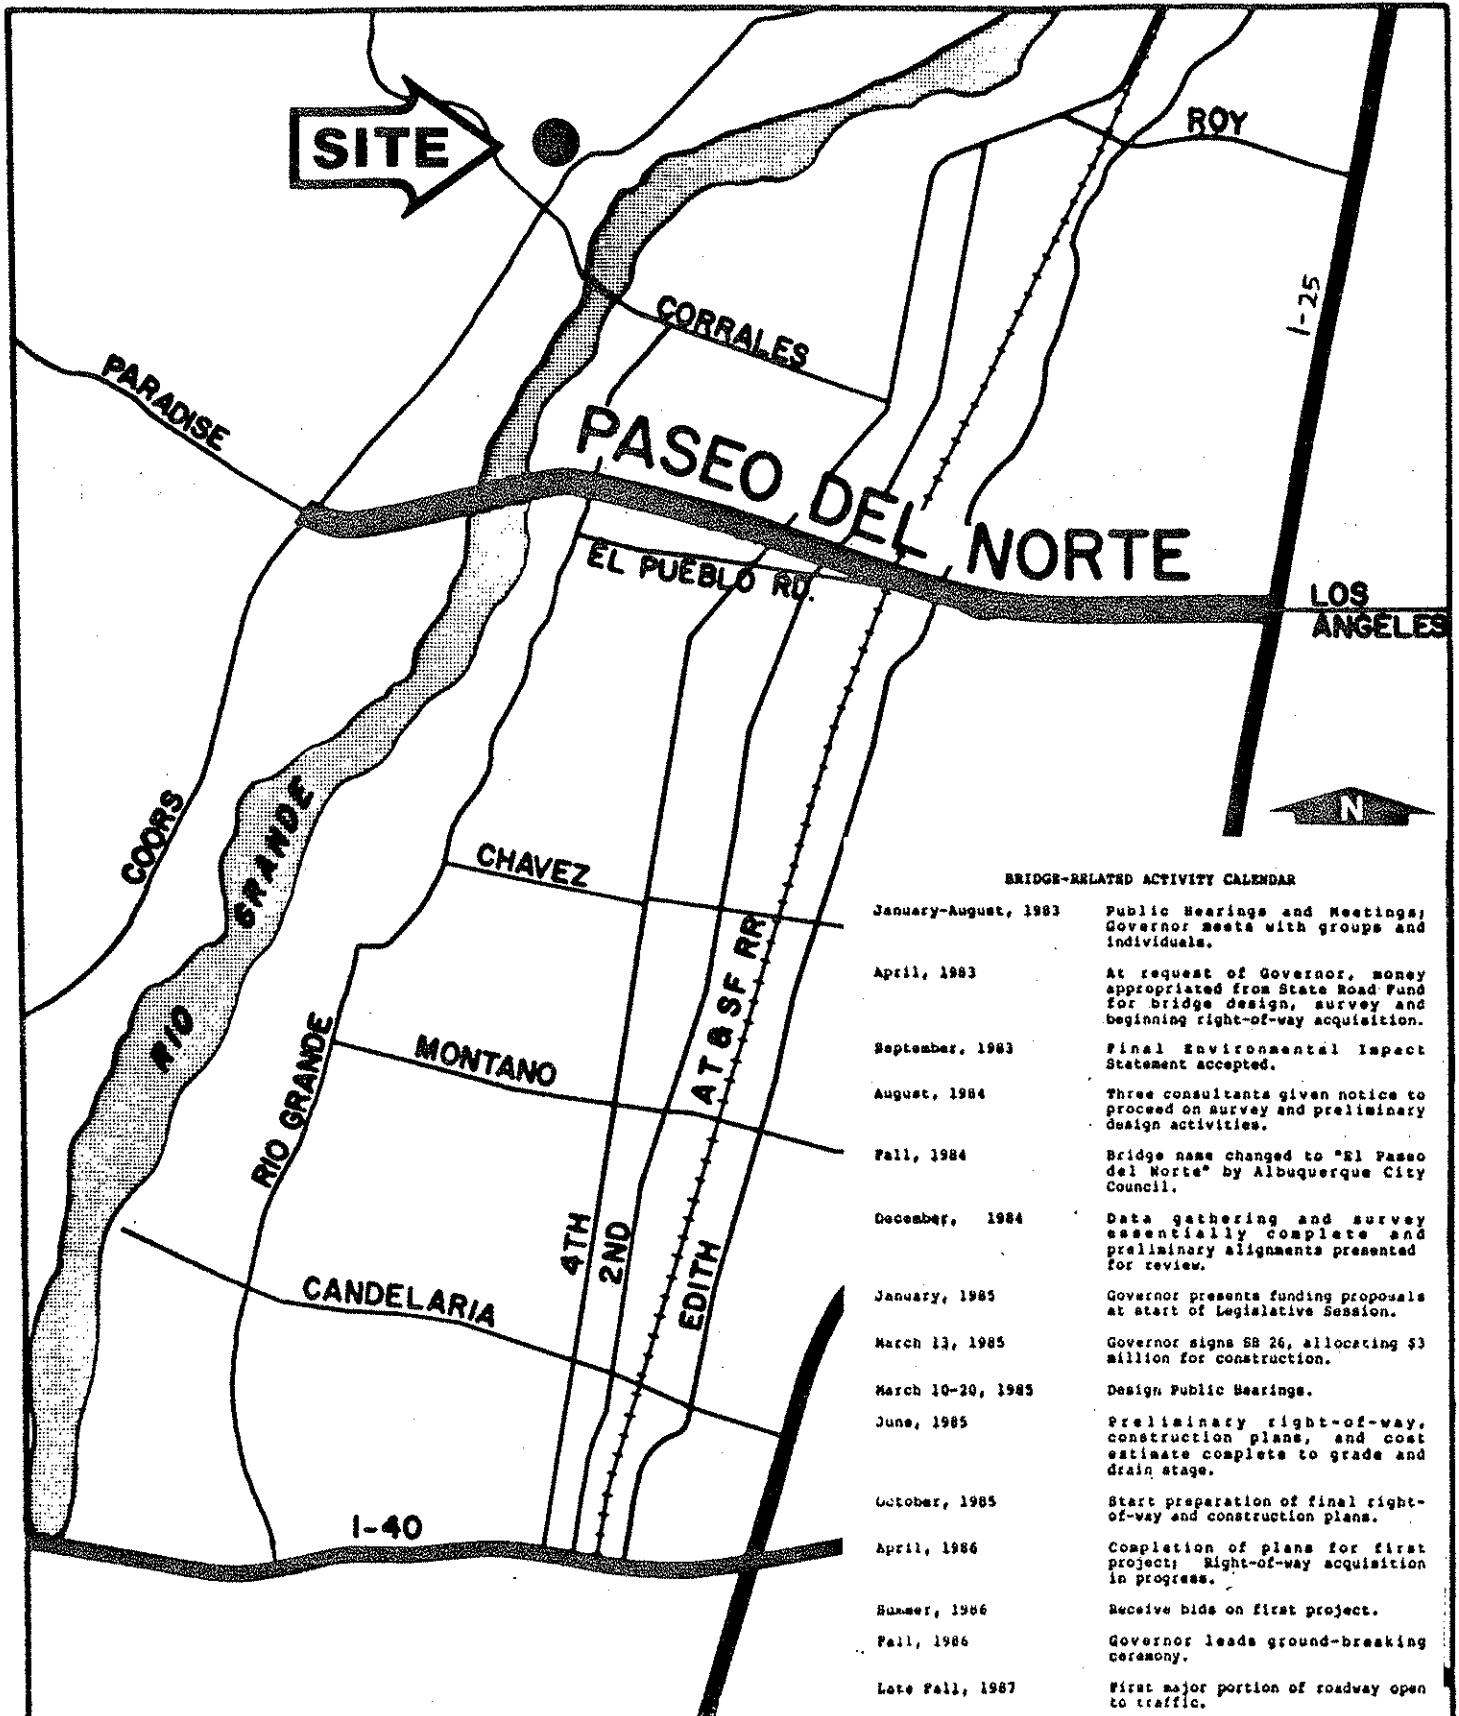 SITE
ROY
I-25
CORRALES
PARADISE
PASEO DEL NORTE
EL PUEBLO RD.
LOS
ANGELES
COORS
RIO GRANDE
N
CHAVEZ
AT & SF RR
MONTANO
RIO GRANDE
4TH
2ND
EDITH
CANDELARIA
I-40
BRIDGE-RELATED ACTIVITY CALENDAR
January-August, 1983 Public Hearings and Meetings;
Governor meets with groups and
individuals.
April, 1983 At request of Governor, money
appropriated from State Road Fund
for bridge design, survey and
beginning right-of-way acquisition.
September, 1983 Final Environmental Impact
Statement accepted.
August, 1984 Three consultants given notice to
proceed on survey and preliminary
design activities.
Fall, 1984 Bridge name changed to "El Paseo
del Norte" by Albuquerque City
Council.
December, 1984 Data gathering and survey
essentially complete and
preliminary alignments presented
for review.
January, 1985 Governor presents funding proposals
at start of Legislative Session.
March 13, 1985 Governor signs SB 26, allocating $3
million for construction.
March 10-20, 1985 Design Public Hearings.
June, 1985 Preliminary right-of-way,
construction plans, and cost
estimate complete to grade and
drain stage.
October, 1985 Start preparation of final right-
of-way and construction plans.
April, 1986 Completion of plans for first
project; Right-of-way acquisition
in progress.
Summer, 1986 Receive bids on first project.
Fall, 1986 Governor leads ground-breaking
ceremony.
Late Fall, 1987 First major portion of roadway open
to traffic.